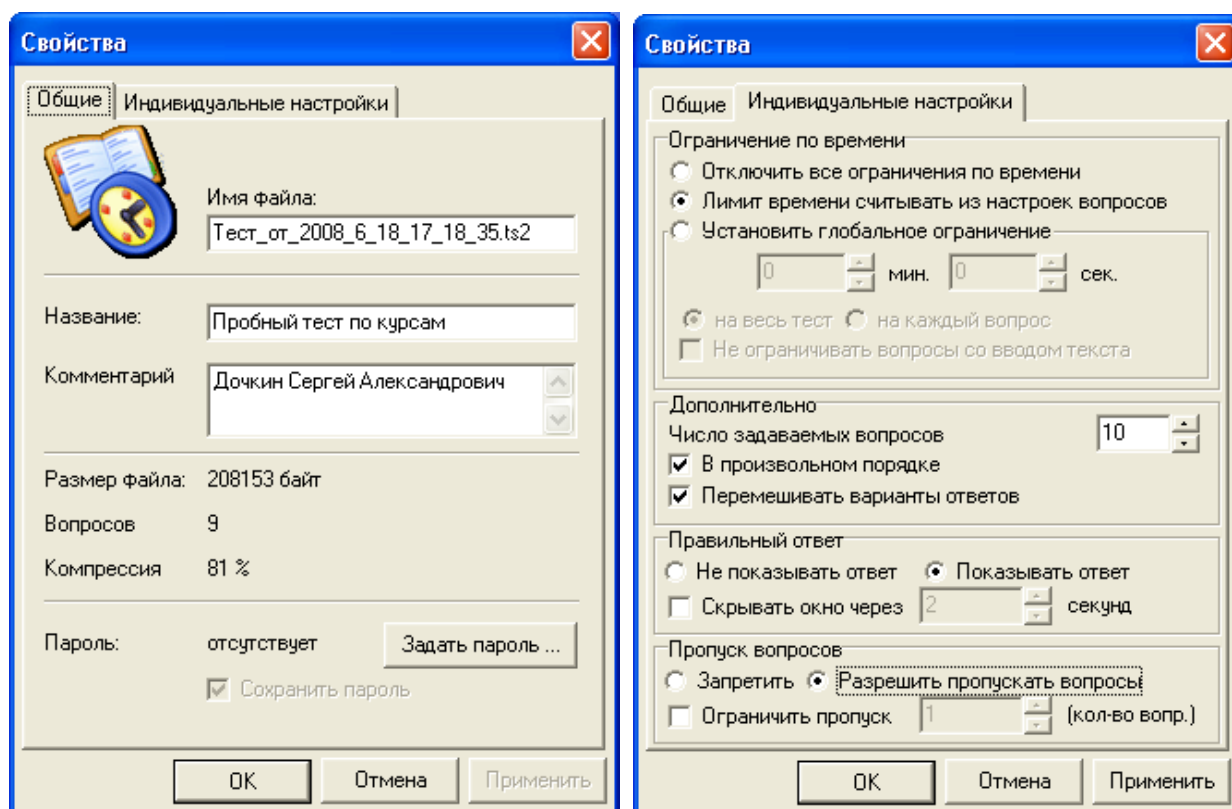 Свойства
Общие
Индивидуальные настройки
Имя файла:
Тест_от_2008_6_18_17_18_35.ts2
Название:
Пробный тест по курсам
Комментарий
Дочкин Сергей Александрович
Размер файла: 208153 байт
Вопросов 9
Компрессия 81 %
Пароль: отсутствует Задать пароль ...
Сохранить пароль
OK Отмена Применить
Свойства
Общие
Индивидуальные настройки
Ограничение по времени
Отключить все ограничения по времени
Лимит времени считывать из настроек вопросов
Установить глобальное ограничение
0 мин. 0 сек.
на весь тест на каждый вопрос
Не ограничивать вопросы со вводом текста
Дополнительно
Число задаваемых вопросов 10
В произвольном порядке
Перемешивать варианты ответов
Правильный ответ
Не показывать ответ Показывать ответ
Скрывать окно через 2 секунд
Пропуск вопросов
Запретить Разрешить пропускать вопросы
Ограничить пропуск 1 (кол-во вопр.)
OK Отмена Применить